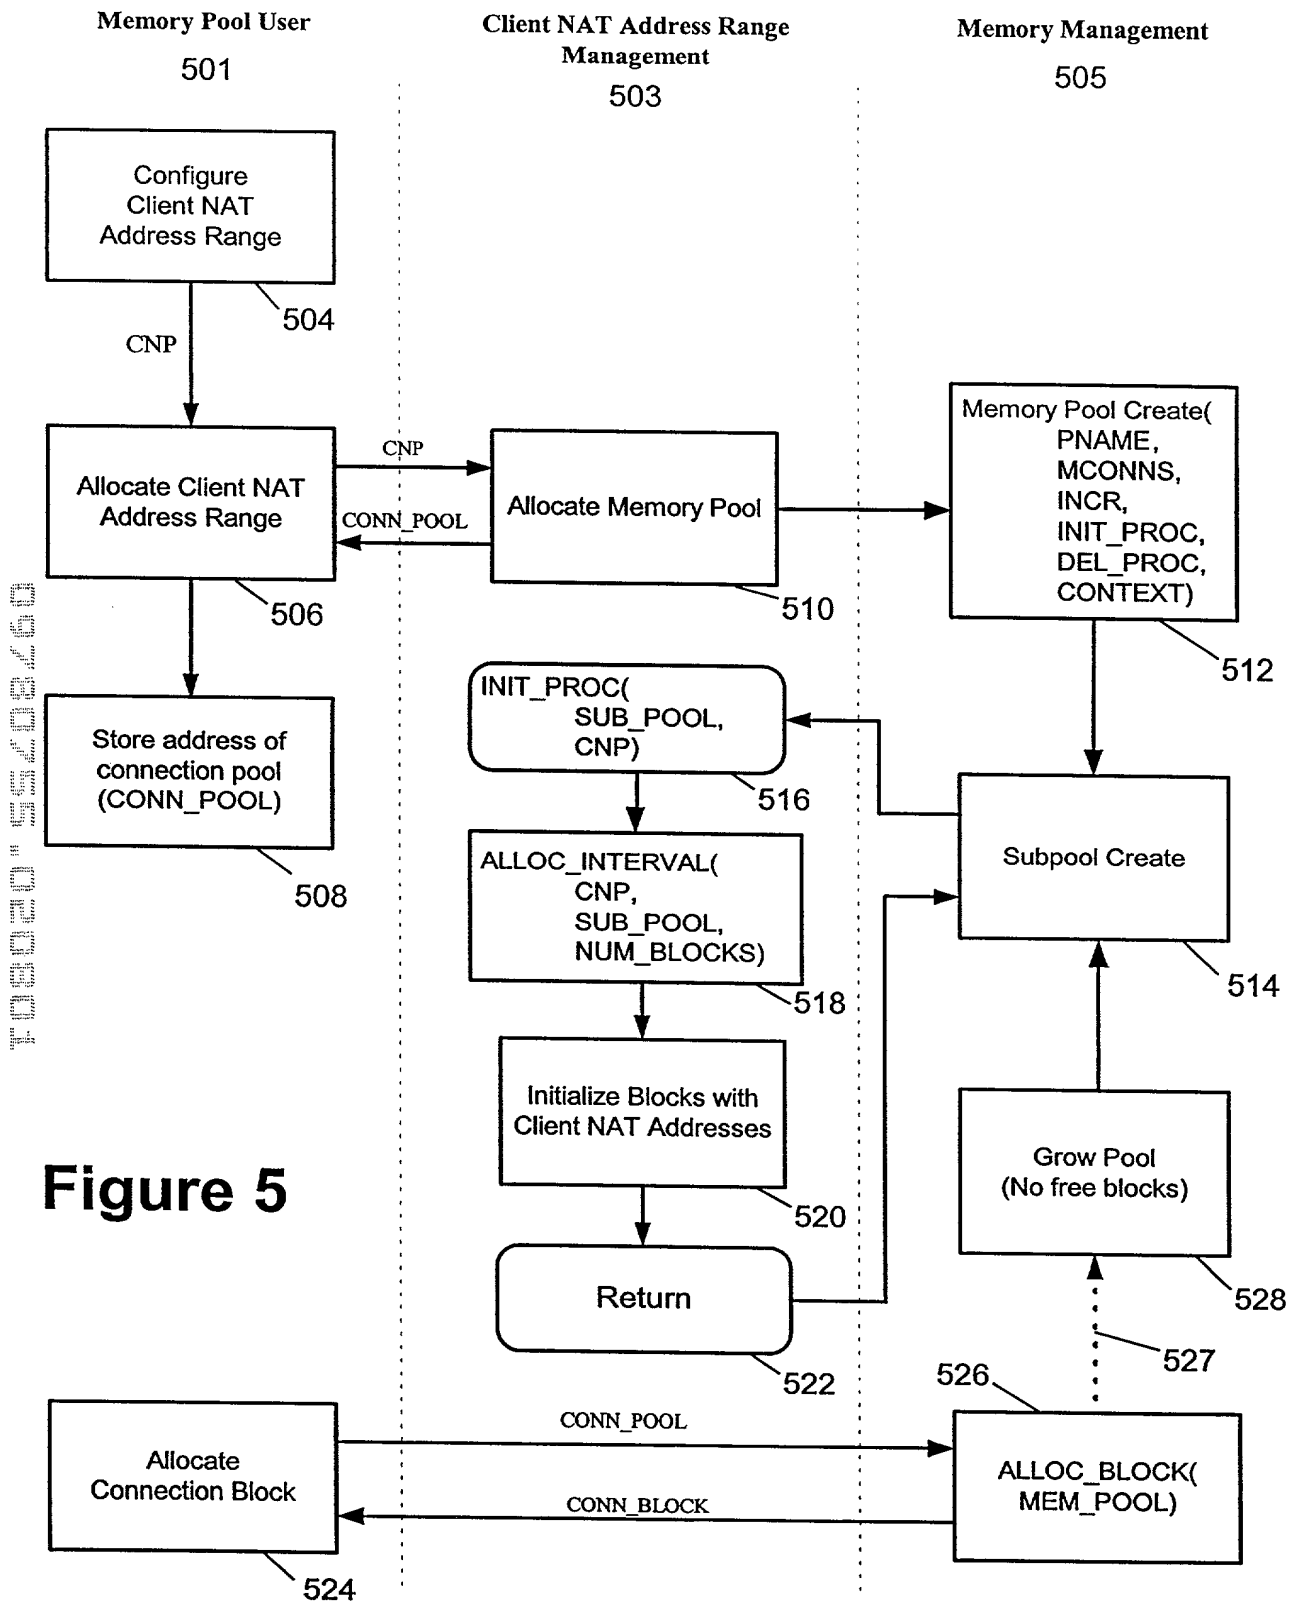 Memory Pool User
501
Client NAT Address Range
Management
503
Memory Management
505
Configure
Client NAT
Address Range
504
CNP
Allocate Client NAT
Address Range
506
CNP
CONN_POOL
Allocate Memory Pool
510
Memory Pool Create(
PNAME,
MCONNS,
INCR,
INIT_PROC,
DEL_PROC,
CONTEXT)
512
Store address of
connection pool
(CONN_POOL)
508
INIT_PROC(
SUB_POOL,
CNP)
516
ALLOC_INTERVAL(
CNP,
SUB_POOL,
NUM_BLOCKS)
518
Subpool Create
514
Initialize Blocks with
Client NAT Addresses
520
Grow Pool
(No free blocks)
528
Return
522
527
526
Allocate
Connection Block
524
CONN_POOL
CONN_BLOCK
ALLOC_BLOCK(
MEM_POOL)
Figure 5
09780755.020801